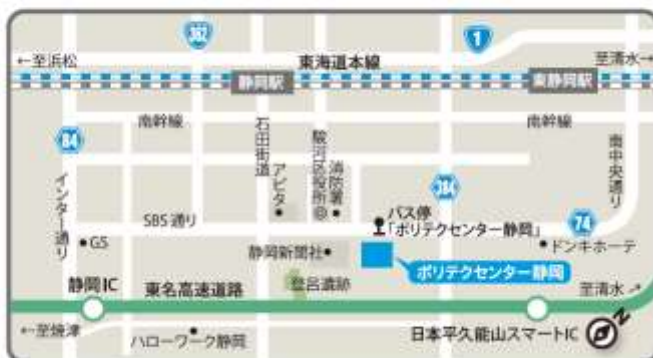 362
1
←至浜松
東海道本線
至清水→
静岡駅
東静岡駅
南幹線
南幹線
84
石田街道
駿河区役所
消防署
アピタ
384
南中央通り
インター通り
SBS通り
バス停
「ポリテクセンター静岡」
74
GS
静岡新聞社
ドンキホーテ
ポリテクセンター静岡
静岡IC
東名高速道路
登呂遺跡
至清水
←至焼津
ハローワーク静岡
日本平久能山スマートIC
N